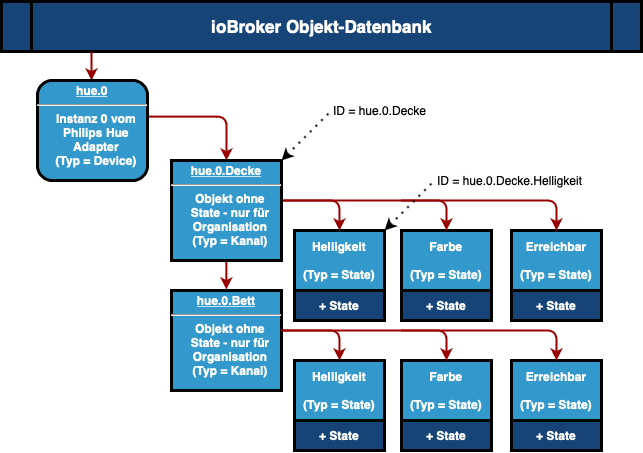 ioBroker Objekt-Datenbank
hue.0
Instanz 0 vom
Philips Hue
Adapter
(Typ = Device)
ID = hue.0.Decke
hue.0.Decke
Objekt ohne
State - nur für
Organisation
(Typ = Kanal)
ID = hue.0.Decke.Helligkeit
Helligkeit
(Typ = State)
+ State
Farbe
(Typ = State)
+ State
Erreichbar
(Typ = State)
+ State
hue.0.Bett
Objekt ohne
State - nur für
Organisation
(Typ = Kanal)
Helligkeit
(Typ = State)
+ State
Farbe
(Typ = State)
+ State
Erreichbar
(Typ = State)
+ State